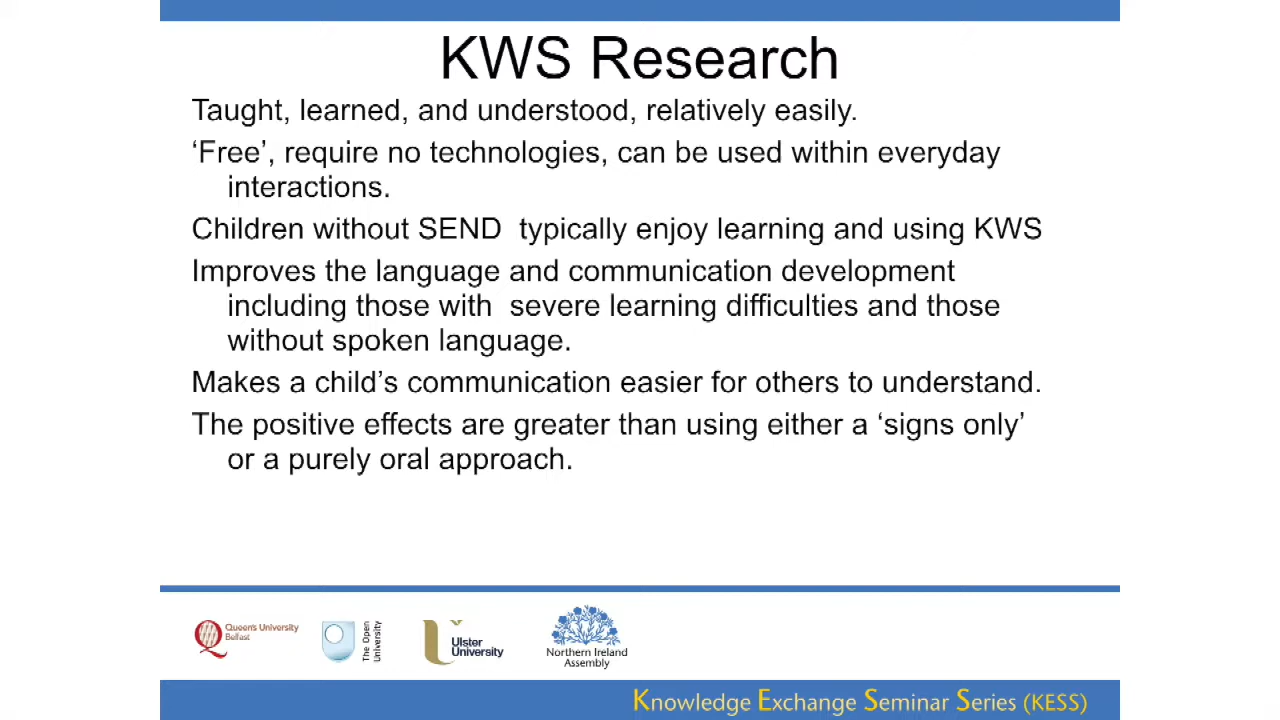 KWS Research
Taught, learned, and understood, relatively easily.
‘Free’, require no technologies, can be used within everyday
interactions.
Children without SEND  typically enjoy learning and using KWS
Improves the language and communication development
including those with  severe learning difficulties and those
without spoken language.
Makes a child’s communication easier for others to understand.
The positive effects are greater than using either a ‘signs only’
or a purely oral approach.
Queen's University
Belfast
The Open
University
Ulster
University
Northern Ireland
Assembly
Knowledge Exchange Seminar Series (KESS)